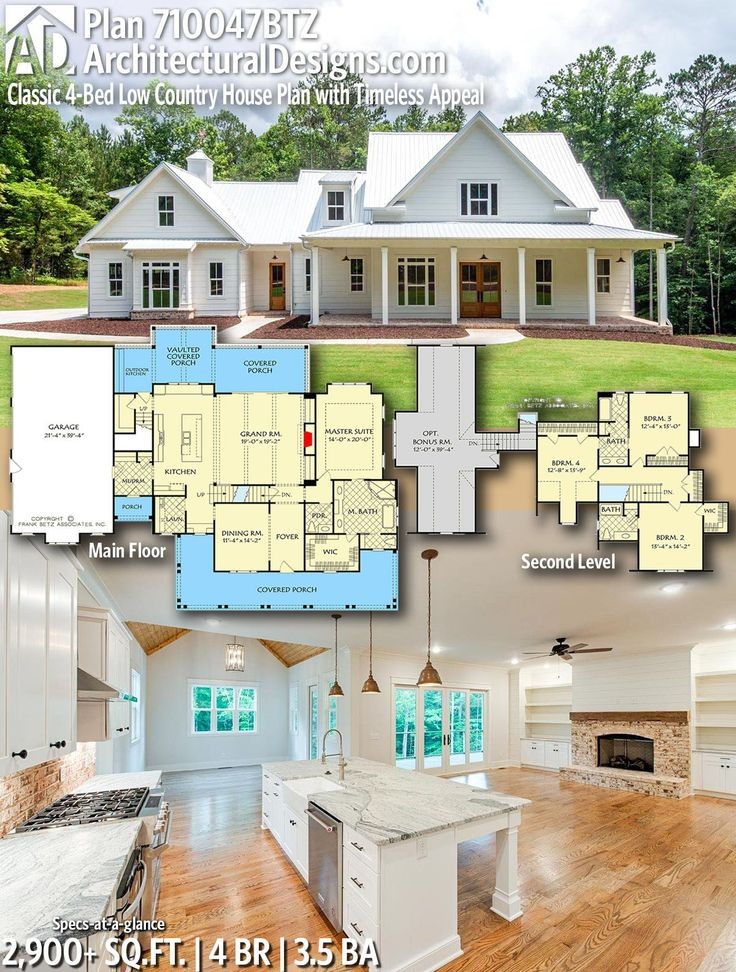 AD
Plan 710047BTZ
ArchitecturalDesigns.com
Classic 4-Bed Low Country House Plan with Timeless Appeal
GARAGE
21'-4" x 39'-4"
OUTDOOR
KITCHEN
VAULTED
COVERED
PORCH
COVERED
PORCH
UP
KITCHEN
GRAND RM.
19'-0" x 19'-2"
MASTER SUITE
14'-0" x 20'-0"
MUDRM.
PORCH
LAUN.
UP
DN.
DINING RM.
11'-4" x 14'-2"
FOYER
PDR.
M. BATH
WIC
COVERED PORCH
COPYRIGHT ©
FRANK BETZ ASSOCIATES, INC.
Main Floor
OPT.
BONUS RM.
12'-0" x 39'-4"
DN.
BDRM. 4
12'-8" x 13'-9"
BATH
BDRM. 3
12'-4" x 13'-0"
DN.
BATH
WIC
BDRM. 2
13'-4" x 14'-2"
Second Level
Specs-at-a-glance
2,900+ SQ.FT. | 4 BR | 3.5 BA